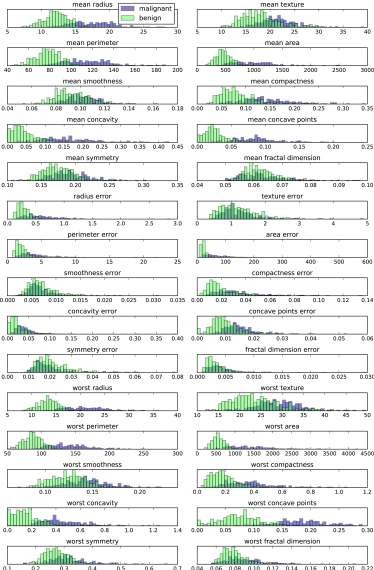 mean radius
mean texture
malignant
benign
5 10 15 20 25 30
5 10 15 20 25 30 35 40
mean perimeter
mean area
40 60 80 100 120 140 160 180 200
500 1000 1500 2000 2500 3000
mean smoothness
mean compactness
0.04 0.06 0.08 0.10 0.12 0.14 0.16 0.18
0.00 0.05 0.10 0.15 0.20 0.25 0.30 0.35
mean concavity
mean concave points
0.00 0.05 0.10 0.15 0.20 0.25 0.30 0.35 0.40 0.45
0.00 0.05 0.10 0.15 0.20 0.25
mean symmetry
mean fractal dimension
0.10 0.15 0.20 0.25 0.30 0.35
0.04 0.05 0.06 0.07 0.08 0.09 0.10
radius error
texture error
0.0 0.5 1.0 1.5 2.0 2.5 3.0
0 1 2 3 4 5
perimeter error
area error
0 5 10 15 20 25
0 100 200 300 400 500 600
smoothness error
compactness error
0.000 0.005 0.010 0.015 0.020 0.025 0.030 0.035
0.00 0.02 0.04 0.06 0.08 0.10 0.12 0.14
concavity error
concave points error
0.00 0.05 0.10 0.15 0.20 0.25 0.30 0.35 0.40
0.00 0.01 0.02 0.03 0.04 0.05 0.06
symmetry error
fractal dimension error
0.00 0.01 0.02 0.03 0.04 0.05 0.06 0.07 0.08
0.000 0.005 0.010 0.015 0.020 0.025 0.030
worst radius
worst texture
5 10 15 20 25 30 35 40
10 15 20 25 30 35 40 45 50
worst perimeter
worst area
50 100 150 200 250 300
0 500 1000 1500 2000 2500 3000 3500 4000 4500
worst smoothness
worst compactness
0.10 0.15 0.20
0.0 0.2 0.4 0.6 0.8 1.0 1.2
worst concavity
worst concave points
0.0 0.2 0.4 0.6 0.8 1.0 1.2 1.4
0.00 0.05 0.10 0.15 0.20 0.25 0.30
worst symmetry
worst fractal dimension
0.1 0.2 0.3 0.4 0.5 0.6 0.7
0.04 0.06 0.08 0.10 0.12 0.14 0.16 0.18 0.20 0.22